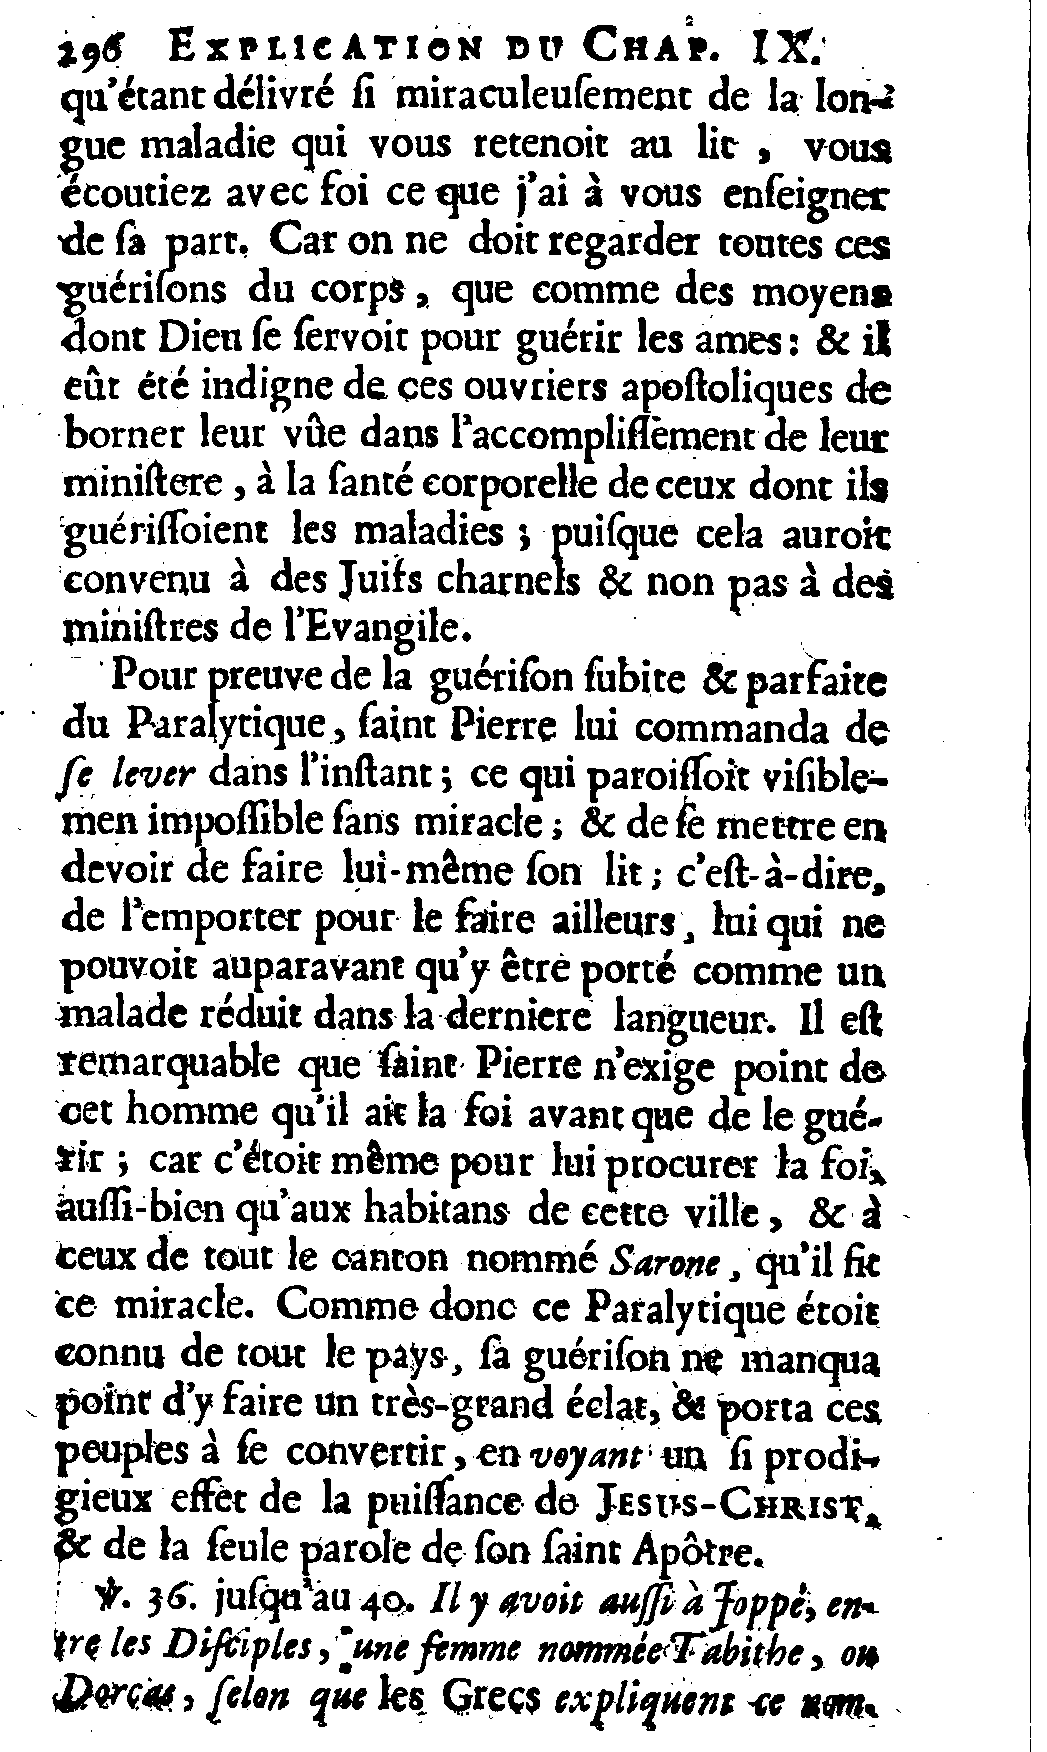 296 EXPLICATION DU CHAP. IX.
qu'étant délivré ſi miraculeuſement de la lon-
gue maladie qui vous retenoit au lit, vous
écoutiez avec foi ce que j'ai à vous enſeigner
de ſa part. Car on ne doit regarder toutes ces
guériſons du corps, que comme des moyens
dont Dieu ſe ſervoit pour guérir les ames: & il
eût été indigne de ces ouvriers apoſtoliques de
borner leur vûe dans l'accompliſſement de leur
miniſtere, à la ſanté corporelle de ceux dont ils
guériſſoient les maladies; puiſque cela auroit
convenu à des Juifs charnels & non pas à des
miniſtres de l'Evangile.
Pour preuve de la guériſon ſubite & parfaite
du Paralytique, ſaint Pierre lui commanda de
ſe lever dans l'inſtant; ce qui paroiſſoit viſible-
men impoſſible ſans miracle; & de ſe mettre en
devoir de faire lui-même ſon lit; c'eſt-à-dire,
de l'emporter pour le faire ailleurs, lui qui ne
pouvoit auparavant qu'y être porté comme un
malade réduit dans la derniere langueur. Il eſt
remarquable que ſaint Pierre n'exige point de
cet homme qu'il ait la foi avant que de le gué-
rir; car c'étoit même pour lui procurer la foi,
auſſi-bien qu'aux habitans de cette ville, & à
ceux de tout le canton nommé Sarone, qu'il fit
ce miracle. Comme donc ce Paralytique étoit
connu de tout le pays, ſa guériſon ne manqua
point d'y faire un très-grand éclat, & porta ces
peuples à ſe convertir, en voyant un ſi prodi-
gieux effet de la puiſſance de JESUS-CHRIST,
& de la ſeule parole de ſon ſaint Apôtre.
℣. 36. juſqu'au 40. Il y avoit auſſi à Joppé, en-
tre les Diſciples, une femme nommée Tabithe, ou
Dorcas, ſelon que les Grecs expliquent ce nom.